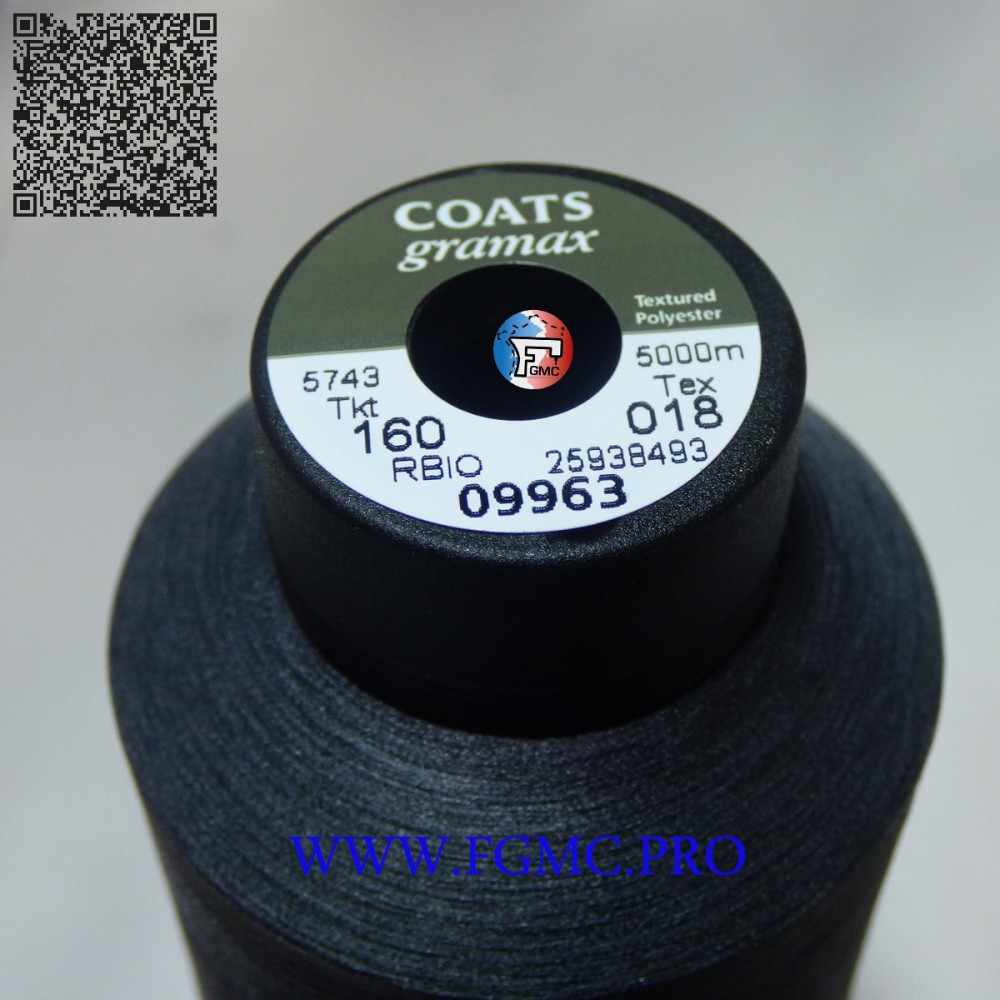 COATS
gramax
Textured
Polyester
5743
5000m
Tkt
Tex
160
018
RBIO
25938493
09963
FGMC
WWW.FGMC.PRO